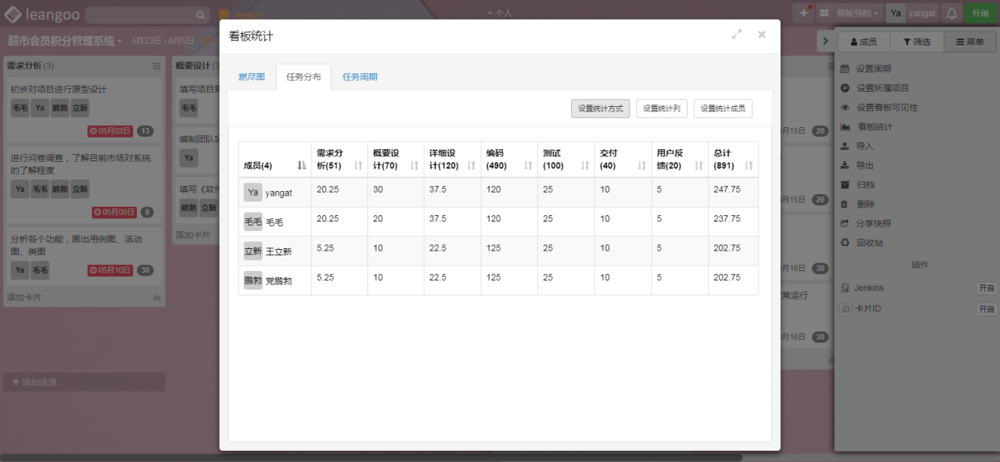 leangoo
个人
看板导航
Ya yangat
升级
超市会员积分管理系统
5月23日 - 6月5日
需求分析(3)
初步对项目进行原型设计
毛毛 Ya 鹏勃 立新
05月02日 13
进行问卷调查，了解目前市场对系统
的了解程度
Ya 毛毛 鹏勃 立新
05月09日 8
分析各个功能，画出用例图、活动
图、类图
Ya 毛毛
05月10日 30
添加卡片
添加泳道
概要设计(3
填写项目需
毛毛
编制团队项
Ya
填写《软件
鹏勃 立新
添加卡片
看板统计
燃尽图 任务分布 任务周期
设置统计方式 设置统计列 设置统计成员
成员(4) 需求分析(51) 概要设计(70) 详细设计(120) 编码(490) 测试(100) 交付(40) 用户反馈(20) 总计(891)
Ya yangat 20.25 30 37.5 120 25 10 5 247.75
毛毛 毛毛 20.25 20 37.5 120 25 10 5 237.75
立新 王立新 5.25 10 22.5 125 25 10 5 202.75
鹏勃 党鹏勃 5.25 10 22.5 125 25 10 5 202.75
月15日 20
月15日 20
月16日 30
常运行
月16日 30
成员 筛选 菜单
设置周期
设置所属项目
设置看板可见性
看板统计
导入
导出
归档
删除
分享快照
回收站
插件
Jenkins 开启
ID 卡片ID 开启